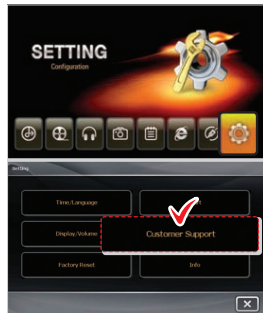 SETTING
Configuration
Setting
Time/Language
Display/Volume
Customer Support
Factory Reset
Info